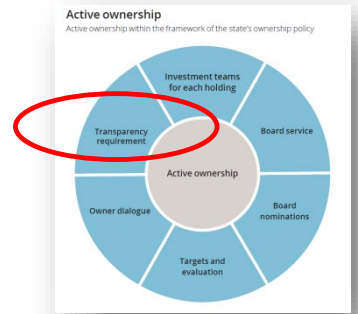 Active ownership
Active ownership within the framework of the state's ownership policy
Investment teams
for each holding
Transparency
requirement
Board service
Active ownership
Owner dialogue
Board
nominations
Targets and
evaluation